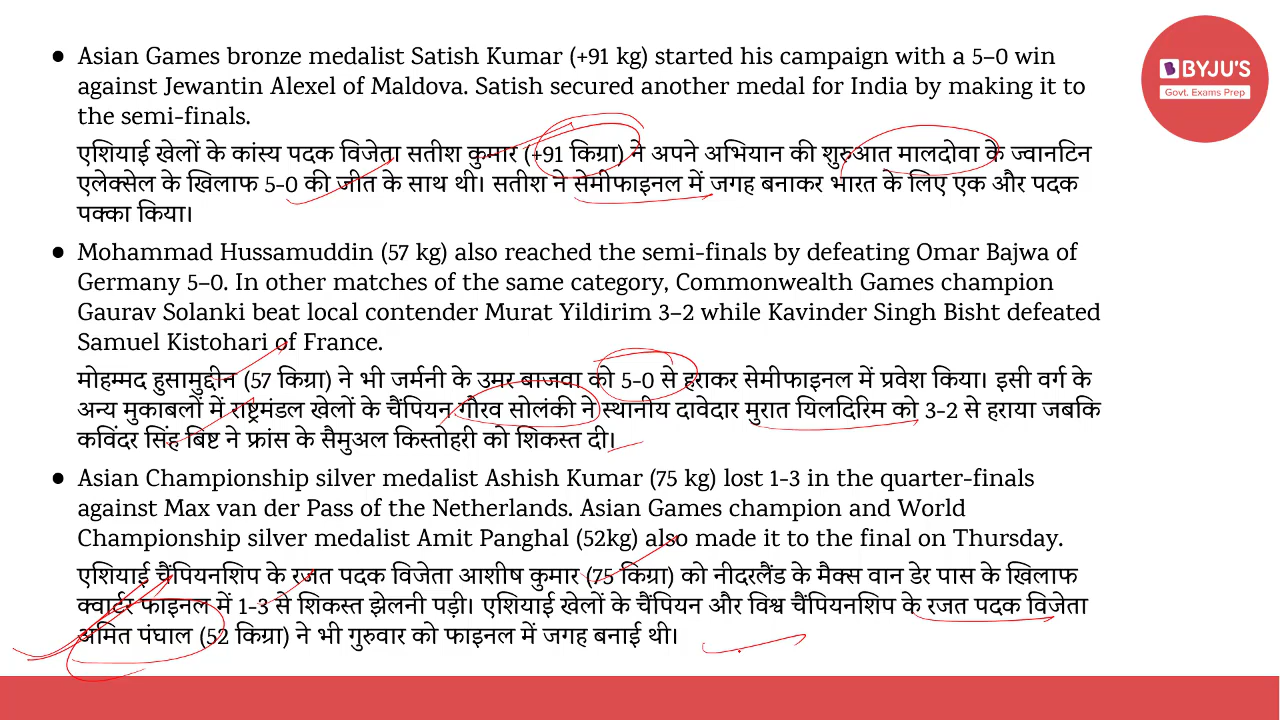 ● Asian Games bronze medalist Satish Kumar (+91 kg) started his campaign with a 5–0 win
against Jewantin Alexel of Maldova. Satish secured another medal for India by making it to
the semi-finals.
एशियाई खेलों के कांस्य पदक विजेता सतीश कुमार (+91 किग्रा) ने अपने अभियान की शुरुआत मालदोवा के ज्वानटिन
एलेक्सेल के खिलाफ 5-0 की जीत के साथ थी। सतीश ने सेमीफाइनल में जगह बनाकर भारत के लिए एक और पदक
पक्का किया।
● Mohammad Hussamuddin (57 kg) also reached the semi-finals by defeating Omar Bajwa of
Germany 5–0. In other matches of the same category, Commonwealth Games champion
Gaurav Solanki beat local contender Murat Yildirim 3–2 while Kavinder Singh Bisht defeated
Samuel Kistohari of France.
मोहम्मद हुसामुद्दीन (57 किग्रा) ने भी जर्मनी के उमर बाजवा को 5-0 से हराकर सेमीफाइनल में प्रवेश किया। इसी वर्ग के
अन्य मुकाबलों में राष्ट्रमंडल खेलों के चैंपियन गौरव सोलंकी ने स्थानीय दावेदार मुरात यिलदिरिम को 3-2 से हराया जबकि
कविंदर सिंह बिष्ट ने फ्रांस के सैमुअल किस्तोहरी को शिकस्त दी।
● Asian Championship silver medalist Ashish Kumar (75 kg) lost 1-3 in the quarter-finals
against Max van der Pass of the Netherlands. Asian Games champion and World
Championship silver medalist Amit Panghal (52kg) also made it to the final on Thursday.
एशियाई चैंपियनशिप के रजत पदक विजेता आशीष कुमार (75 किग्रा) को नीदरलैंड के मैक्स वान डेर पास के खिलाफ
क्वार्टर फाइनल में 1-3 से शिकस्त झेलनी पड़ी। एशियाई खेलों के चैंपियन और विश्व चैंपियनशिप के रजत पदक विजेता
अमित पंघाल (52 किग्रा) ने भी गुरुवार को फाइनल में जगह बनाई थी।
BYJU'S
Govt. Exams Prep